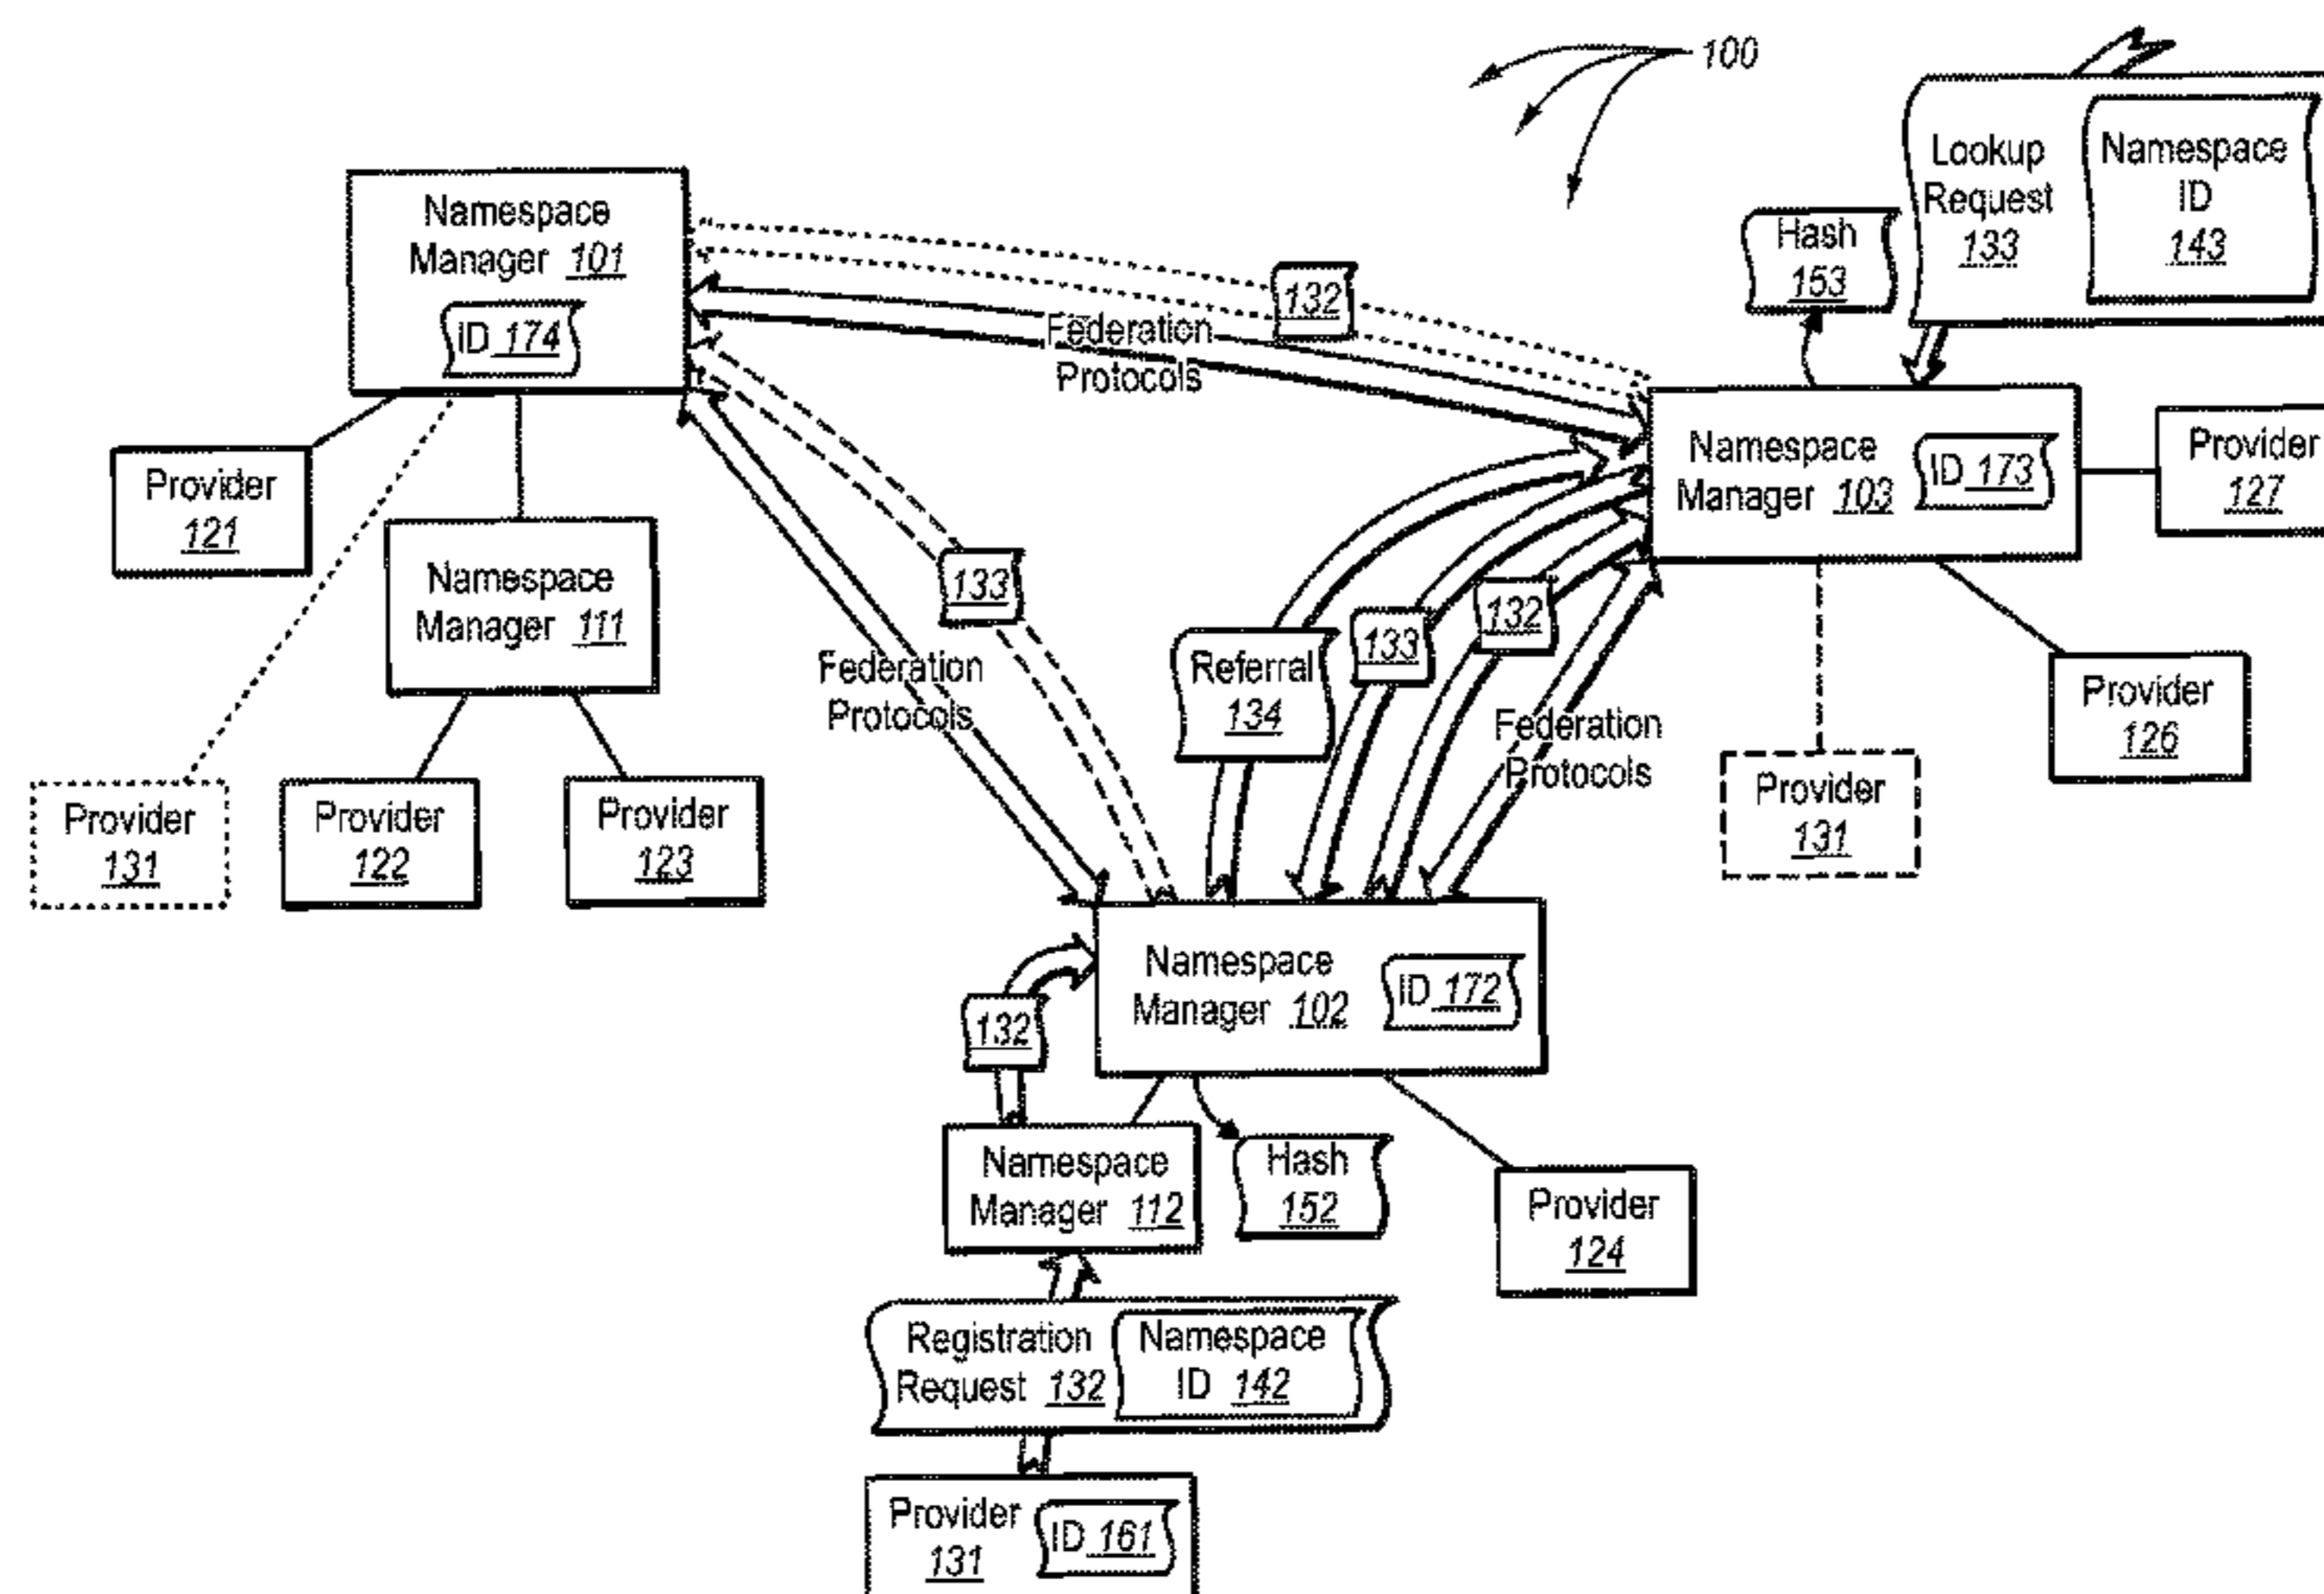 100
Lookup
Request
133
Namespace
ID
143
Hash
153
Namespace
Manager 101
ID 174
132
Federation
Protocols
Namespace
Manager 103
ID 173
Provider
127
Provider
121
Namespace
Manager 111
133
Federation
Protocols
Referral
134
133
132
Federation
Protocols
Provider
126
Provider
131
Provider
131
Provider
122
Provider
123
Namespace
Manager 102
ID 172
132
Namespace
Manager 112
Hash
152
Provider
124
Registration
Request 132
Namespace
ID 142
Provider
131
ID 161